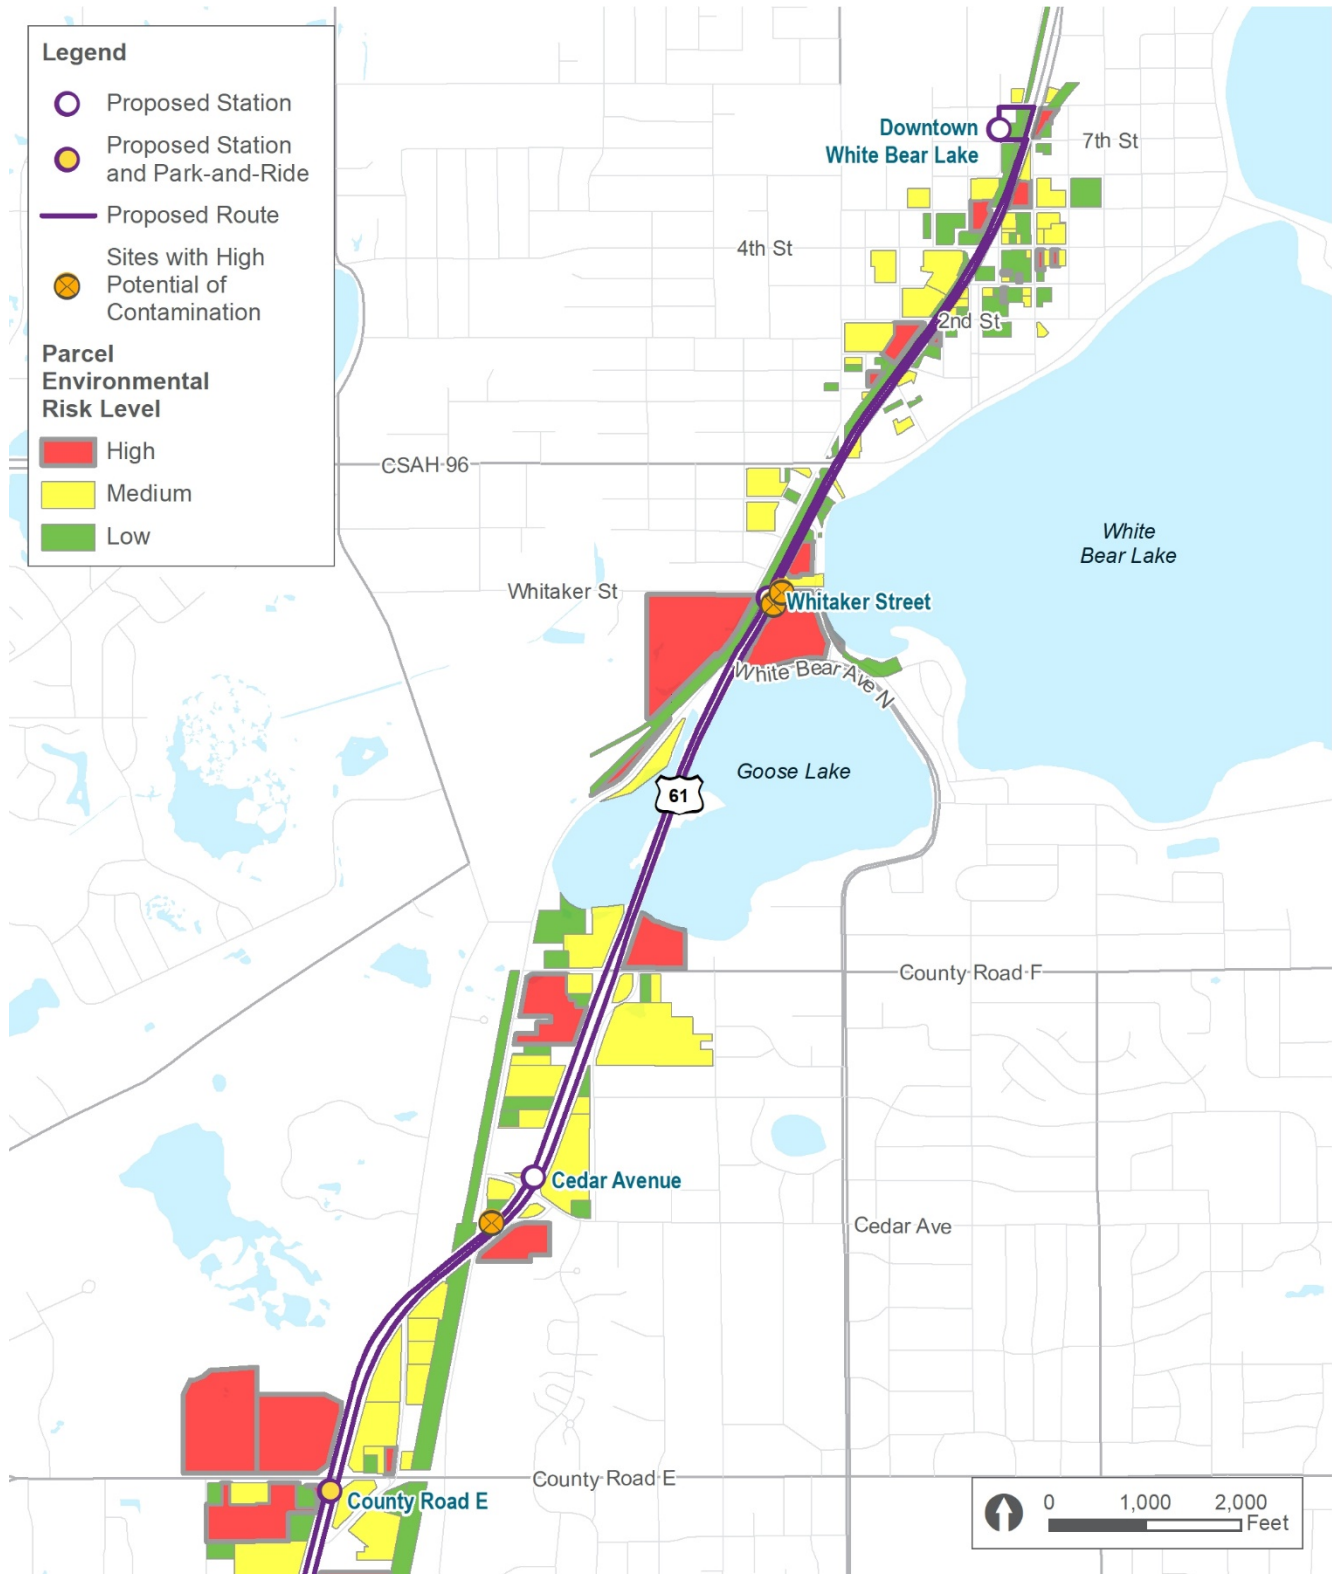 Legend
Proposed Station
Proposed Station
and Park-and-Ride
Proposed Route
Sites with High
Potential of
Contamination
Parcel
Environmental
Risk Level
High
Medium
Low
Downtown
White Bear Lake
7th St
4th St
2nd St
CSAH 96
White
Bear Lake
Whitaker St
Whitaker Street
White Bear Ave N
Goose Lake
61
County Road F
Cedar Avenue
Cedar Ave
County Road E
County Road E
0 1,000 2,000
Feet